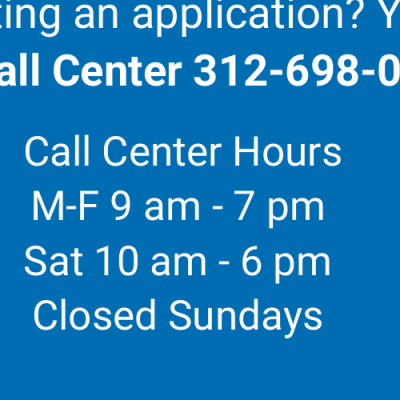 ting an application? Y
all Center 312-698-0
Call Center Hours
M-F 9 am - 7 pm
Sat 10 am - 6 pm
Closed Sundays